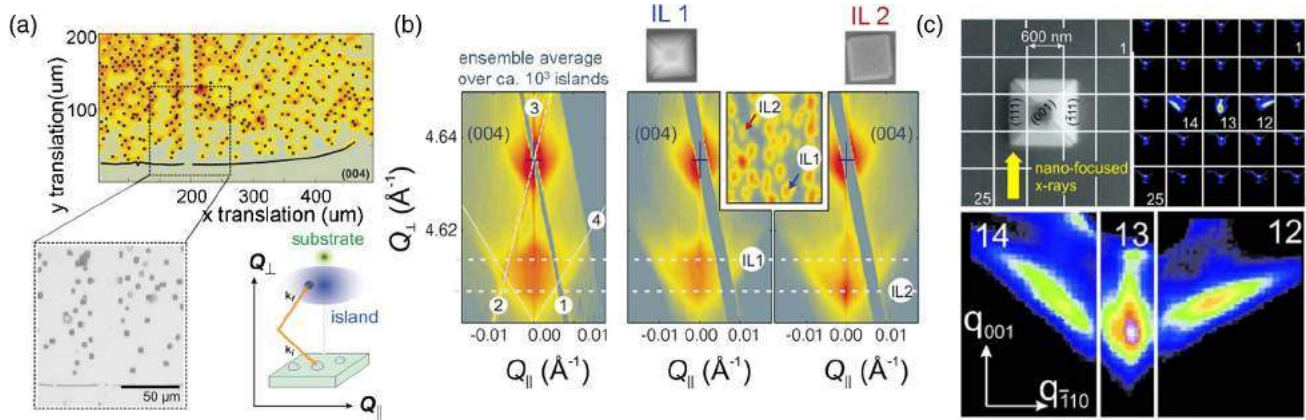 (a)
200
100
y translation(um)
100
200
300
400
x translation (um)
(004)
50 µm
substrate
Q⊥
island
kf
ki
Q||
(b)
IL 1
IL 2
ensemble average
over ca. 10³ islands
(004)
3
4
2
1
4.64
4.62
Q⊥ (Å⁻¹)
IL2
IL1
(004)
IL1
IL2
-0.01
0.00
0.01
-0.01
0.00
0.01
-0.01
0.00
0.01
Q|| (Å⁻¹)
Q|| (Å⁻¹)
Q|| (Å⁻¹)
(c)
600 nm
1
(001)
nano-focused
x-rays
25
1
14
13
12
25
14
13
12
q001
q1̄10